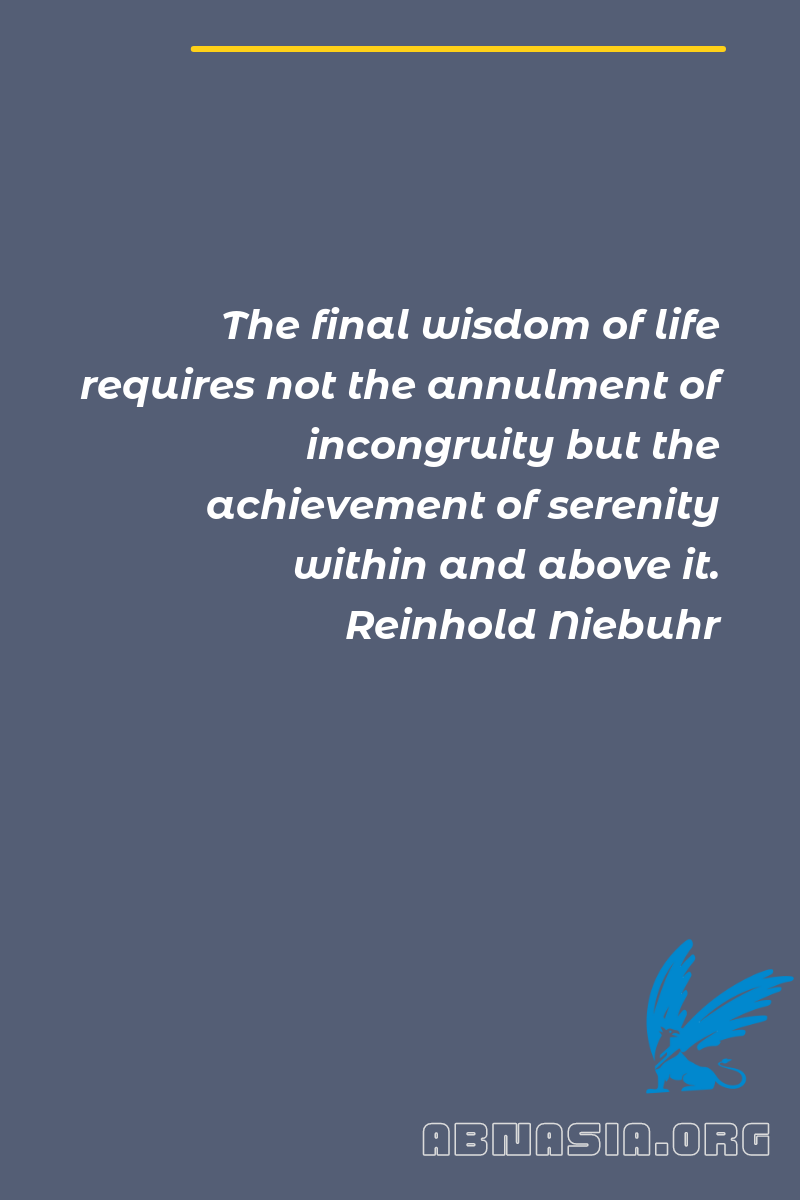 The final wisdom of life
requires not the annulment of
incongruity but the
achievement of serenity
within and above it.
Reinhold Niebuhr
ABNASIA.ORG